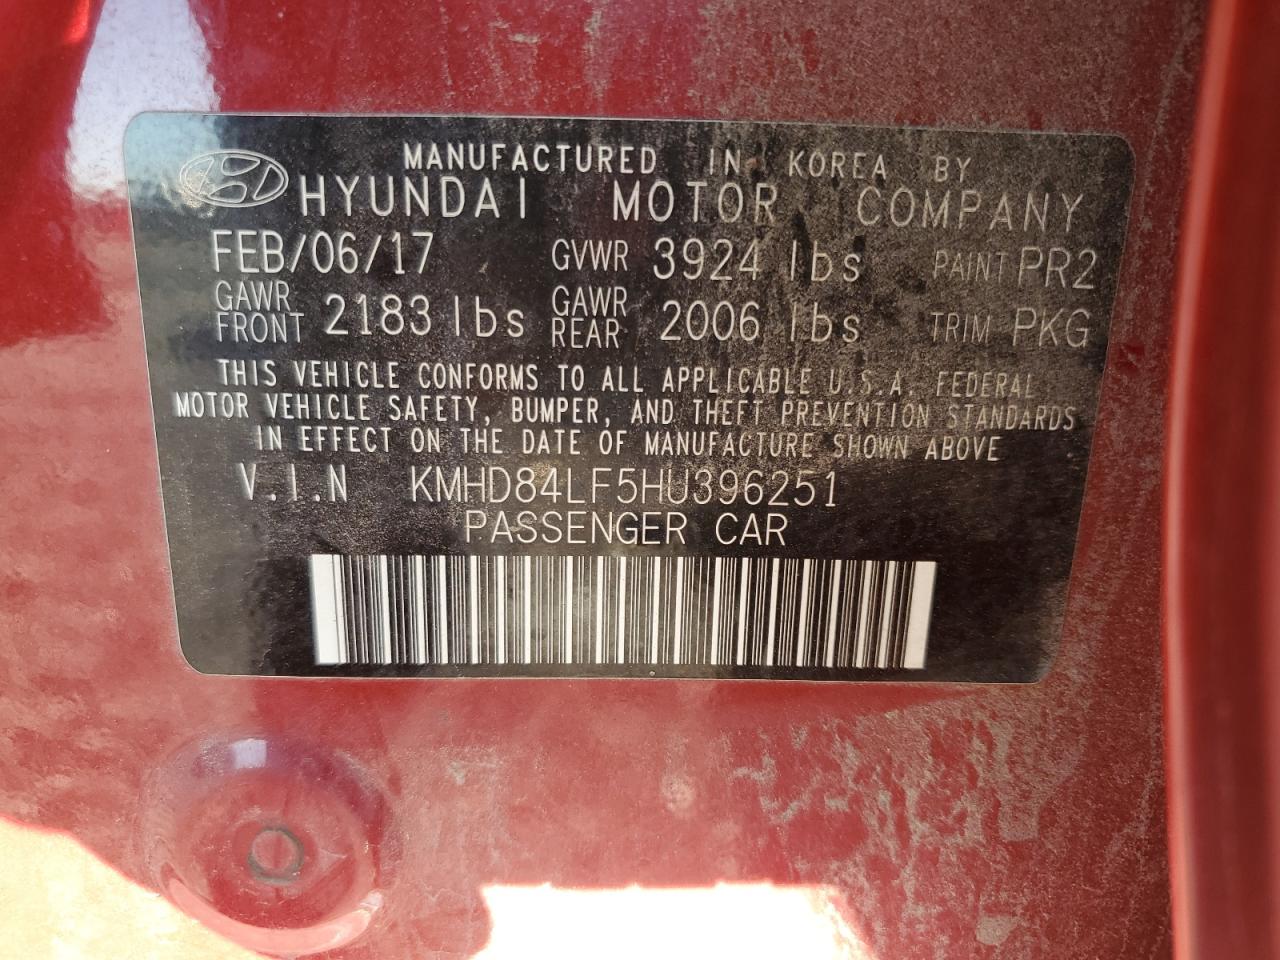 MANUFACTURED IN KOREA BY
HYUNDAI MOTOR COMPANY
FEB/06/17 GVWR 3924 lbs PAINT PR2
GAWR FRONT 2183 lbs GAWR REAR 2006 lbs TRIM PKG
THIS VEHICLE CONFORMS TO ALL APPLICABLE U.S.A. FEDERAL
MOTOR VEHICLE SAFETY, BUMPER, AND THEFT PREVENTION STANDARDS
IN EFFECT ON THE DATE OF MANUFACTURE SHOWN ABOVE
V.I.N KMHD84LF5HU396251
PASSENGER CAR